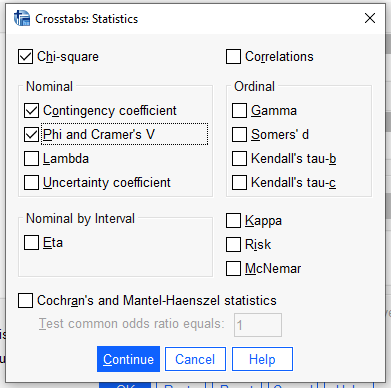 Crosstabs: Statistics
Chi-square
Correlations
Nominal
Contingency coefficient
Phi and Cramer's V
Lambda
Uncertainty coefficient
Ordinal
Gamma
Somers' d
Kendall's tau-b
Kendall's tau-c
Nominal by Interval
Eta
Kappa
Risk
McNemar
Cochran's and Mantel-Haenszel statistics
Test common odds ratio equals: 1
Continue Cancel Help